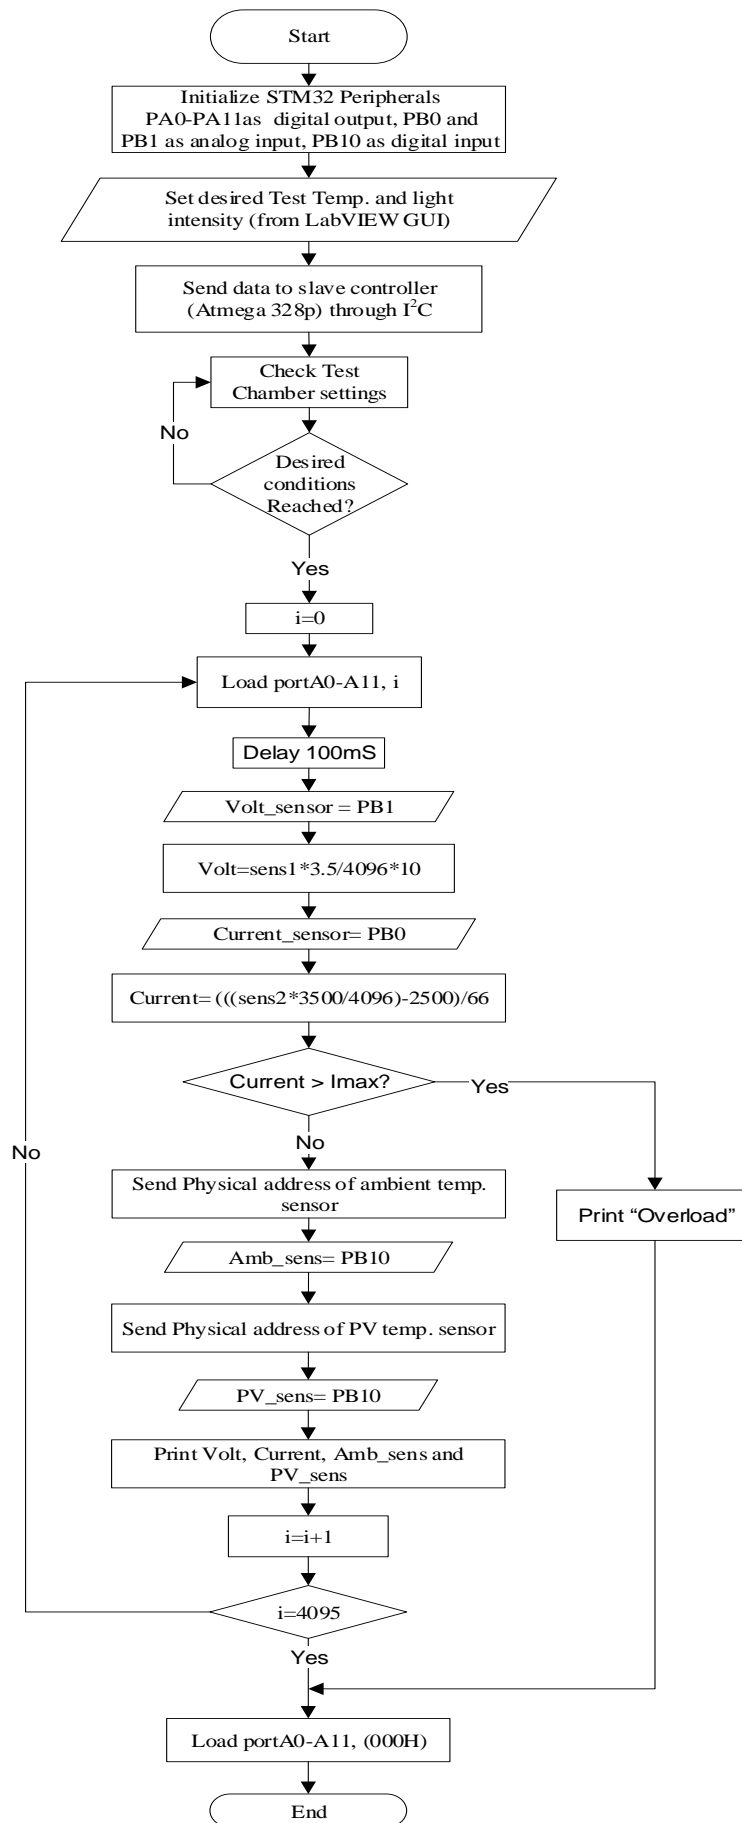 Start
Initialize STM32 Peripherals
PA0-PA11as  digital output, PB0 and
PB1 as analog input, PB10 as digital input
Set desired Test Temp. and light
intensity (from LabVIEW GUI)
Send data to slave controller
(Atmega 328p) through I²C
Check Test
Chamber settings
No
Desired
conditions
Reached?
Yes
i=0
Load portA0-A11, i
Delay 100mS
Volt_sensor = PB1
Volt=sens1*3.5/4096*10
Current_sensor= PB0
Current= (((sens2*3500/4096)-2500)/66
Current > Imax?
Yes
No
No
Send Physical address of ambient temp.
sensor
Print “Overload”
Amb_sens= PB10
Send Physical address of PV temp. sensor
PV_sens= PB10
Print Volt, Current, Amb_sens and
PV_sens
i=i+1
i=4095
Yes
Load portA0-A11, (000H)
End